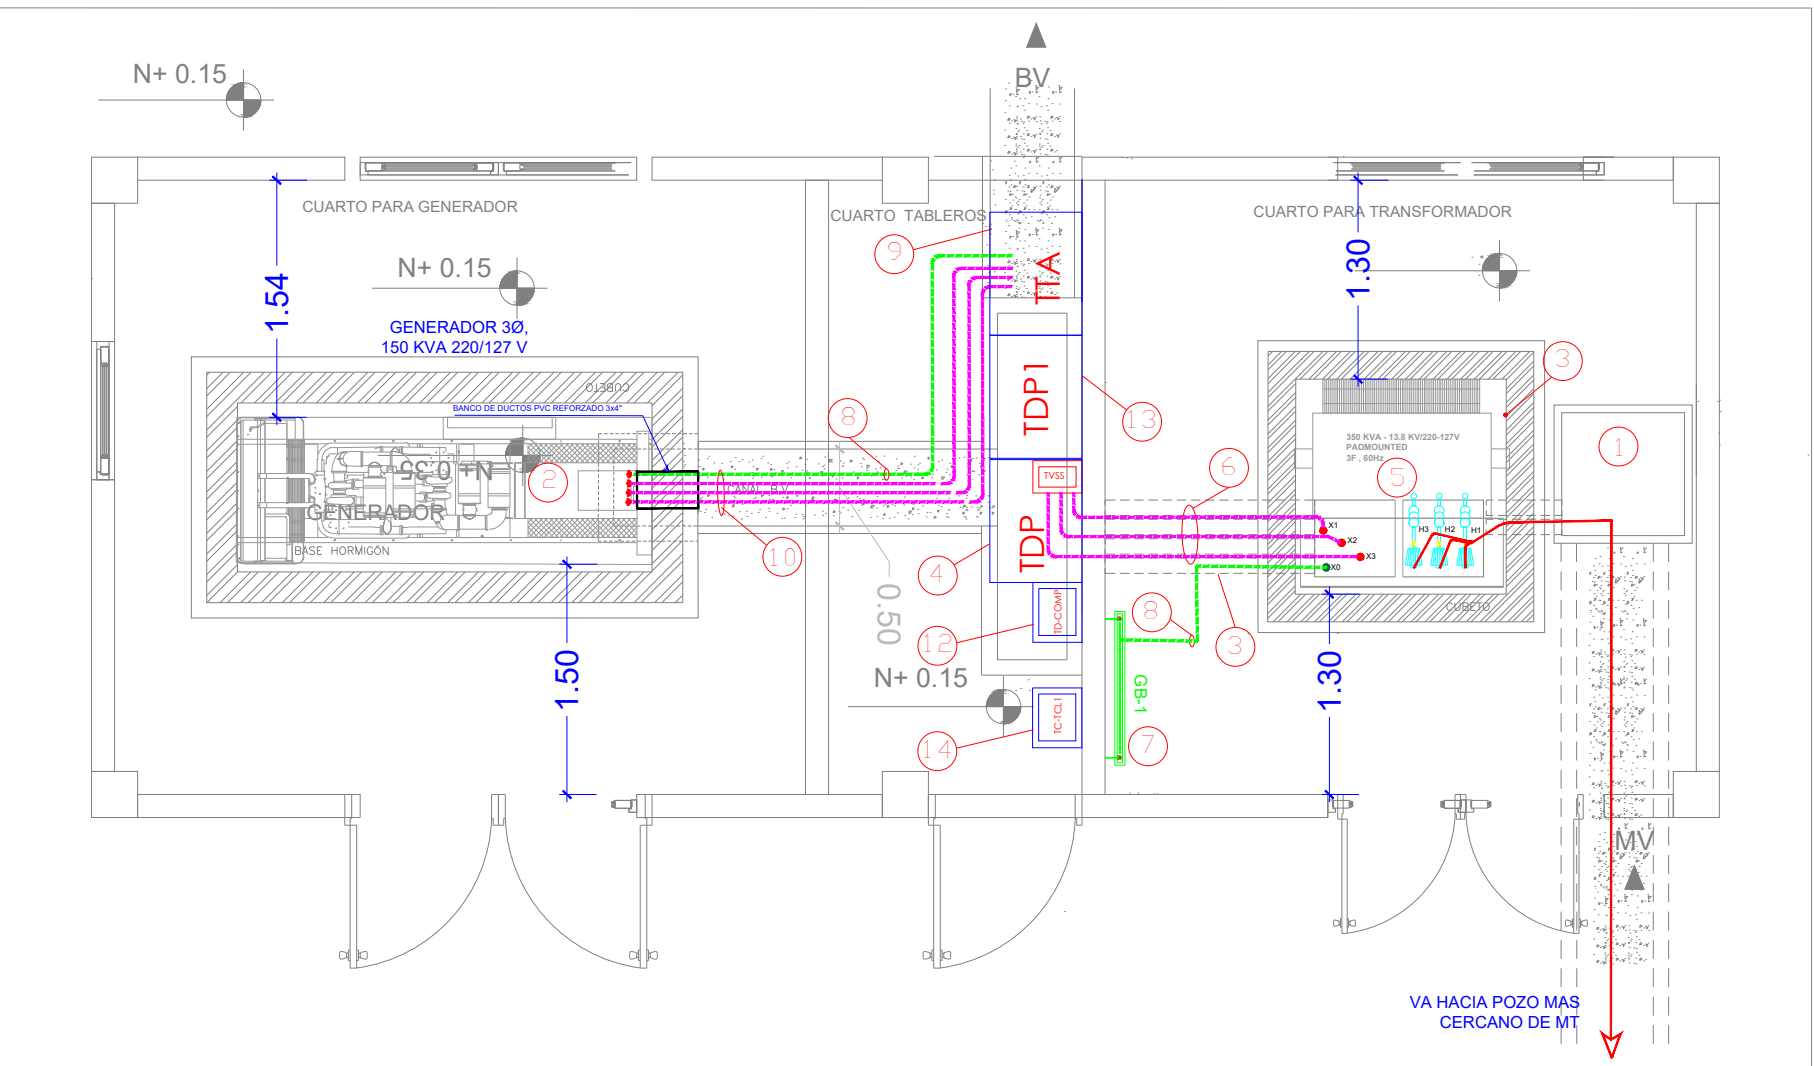 BV
N+ 0.15
CUARTO PARA GENERADOR
CUARTO TABLEROS
CUARTO PARA TRANSFORMADOR
9
1.54
N+ 0.15
TTA
1.30
GENERADOR 3Ø,
150 KVA 220/127 V
CUBETO
BANCO DE DUCTOS PVC REFORZADO 3x4"
TDP1
3
13
8
350 KVA - 13.8 KV/220-127V
PADMOUNTED
3F , 60Hz
1
N+ 0.35
2
TVSS
6
5
CANAL B.V.
GENERADOR
X1
H3
H2
H1
X2
BASE HORMIGÓN
10
TDP
X3
4
X0
0.50
TD-COMP
8
CUBETO
12
3
1.50
N+ 0.15
GB-1
1.30
TC-TCL1
14
7
MV
VA HACIA POZO MAS
CERCANO DE MT